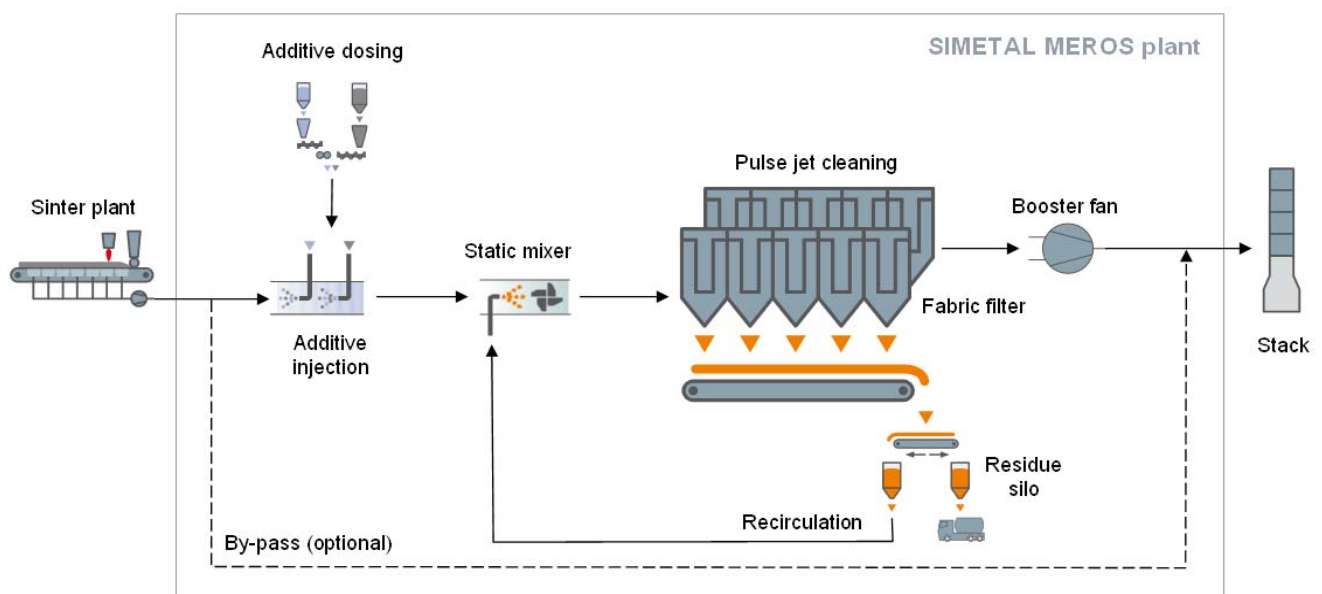 SIMETAL MEROS plant
Additive dosing
Sinter plant
Additive
injection
Static mixer
Pulse jet cleaning
Fabric filter
Booster fan
Stack
Residue
silo
Recirculation
By-pass (optional)